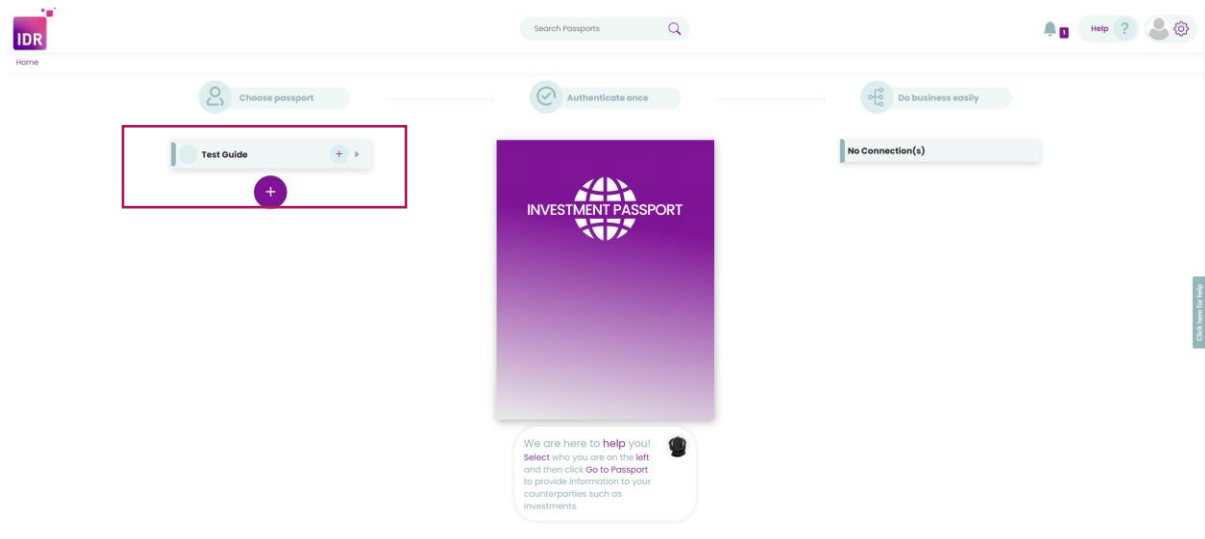 IDR
Search Passports
1
Help ?
Home
Choose passport
Authenticate once
Do business easily
Test Guide +
+
No Connection(s)
INVESTMENT PASSPORT
We are here to help you!
Select who you are on the left
and then click Go to Passport
to provide information to your
counterparties such as
investments.
Click here for help